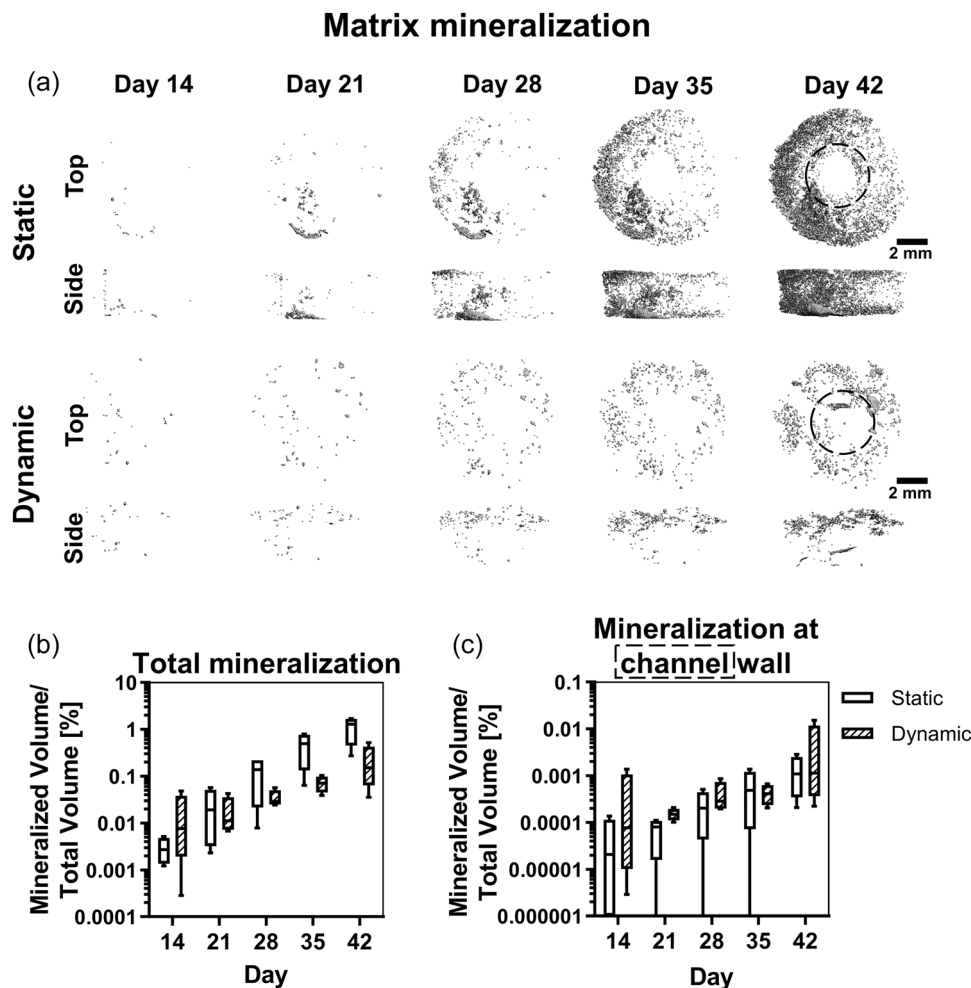 Matrix mineralization
(a)
Day 14 Day 21 Day 28 Day 35 Day 42
Static
Top
2 mm
Side
Dynamic
Top
2 mm
Side
(b)
Total mineralization
Mineralized Volume/
Total Volume [%]
10
1
0.1
0.01
0.001
0.0001
14 21 28 35 42
Day
(c)
Mineralization at
channel wall
Mineralized Volume/
Total Volume [%]
0.1
0.01
0.001
0.0001
0.00001
0.000001
14 21 28 35 42
Day
Static
Dynamic